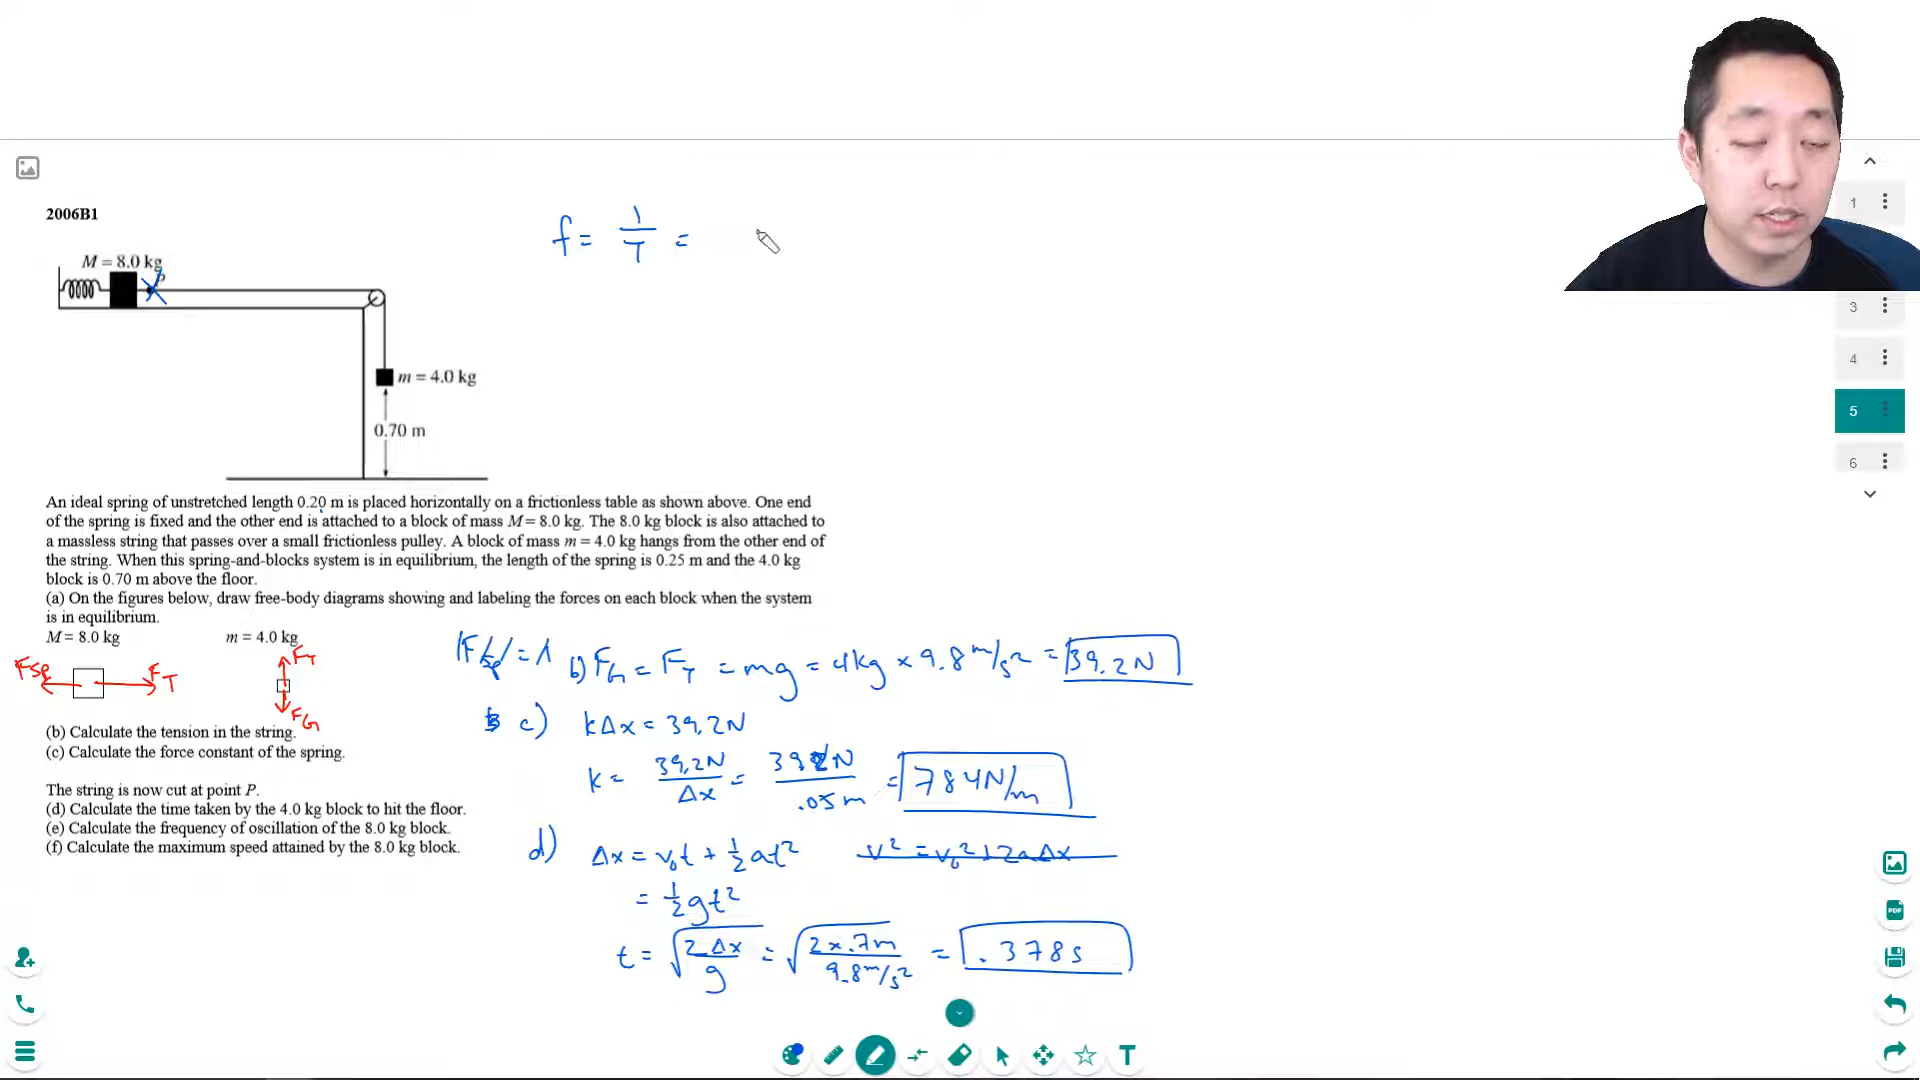 2006B1
f = 1/T =
M = 8.0 kg
P
m = 4.0 kg
0.70 m
An ideal spring of unstretched length 0.20 m is placed horizontally on a frictionless table as shown above. One end
of the spring is fixed and the other end is attached to a block of mass M = 8.0 kg. The 8.0 kg block is also attached to
a massless string that passes over a small frictionless pulley. A block of mass m = 4.0 kg hangs from the other end of
the string. When this spring-and-blocks system is in equilibrium, the length of the spring is 0.25 m and the 4.0 kg
block is 0.70 m above the floor.
(a) On the figures below, draw free-body diagrams showing and labeling the forces on each block when the system
is in equilibrium.
M = 8.0 kg
m = 4.0 kg
FSp
FT
FT
FG
(b) Calculate the tension in the string.
(c) Calculate the force constant of the spring.
The string is now cut at point P.
(d) Calculate the time taken by the 4.0 kg block to hit the floor.
(e) Calculate the frequency of oscillation of the 8.0 kg block.
(f) Calculate the maximum speed attained by the 8.0 kg block.
b) FG = FT = mg = 4kg x 9.8 m/s² = 39.2N
c) kΔx = 39.2N
k = 39.2N/Δx = 39.2N/.05m = 784N/m
d) Δx = v₀t + ½at² v² = v₀² + 2aΔx
= ½gt²
t = √(2Δx/g) = √(2x.7m/9.8m/s²) = .378s
1
3
4
5
6
PDF
T